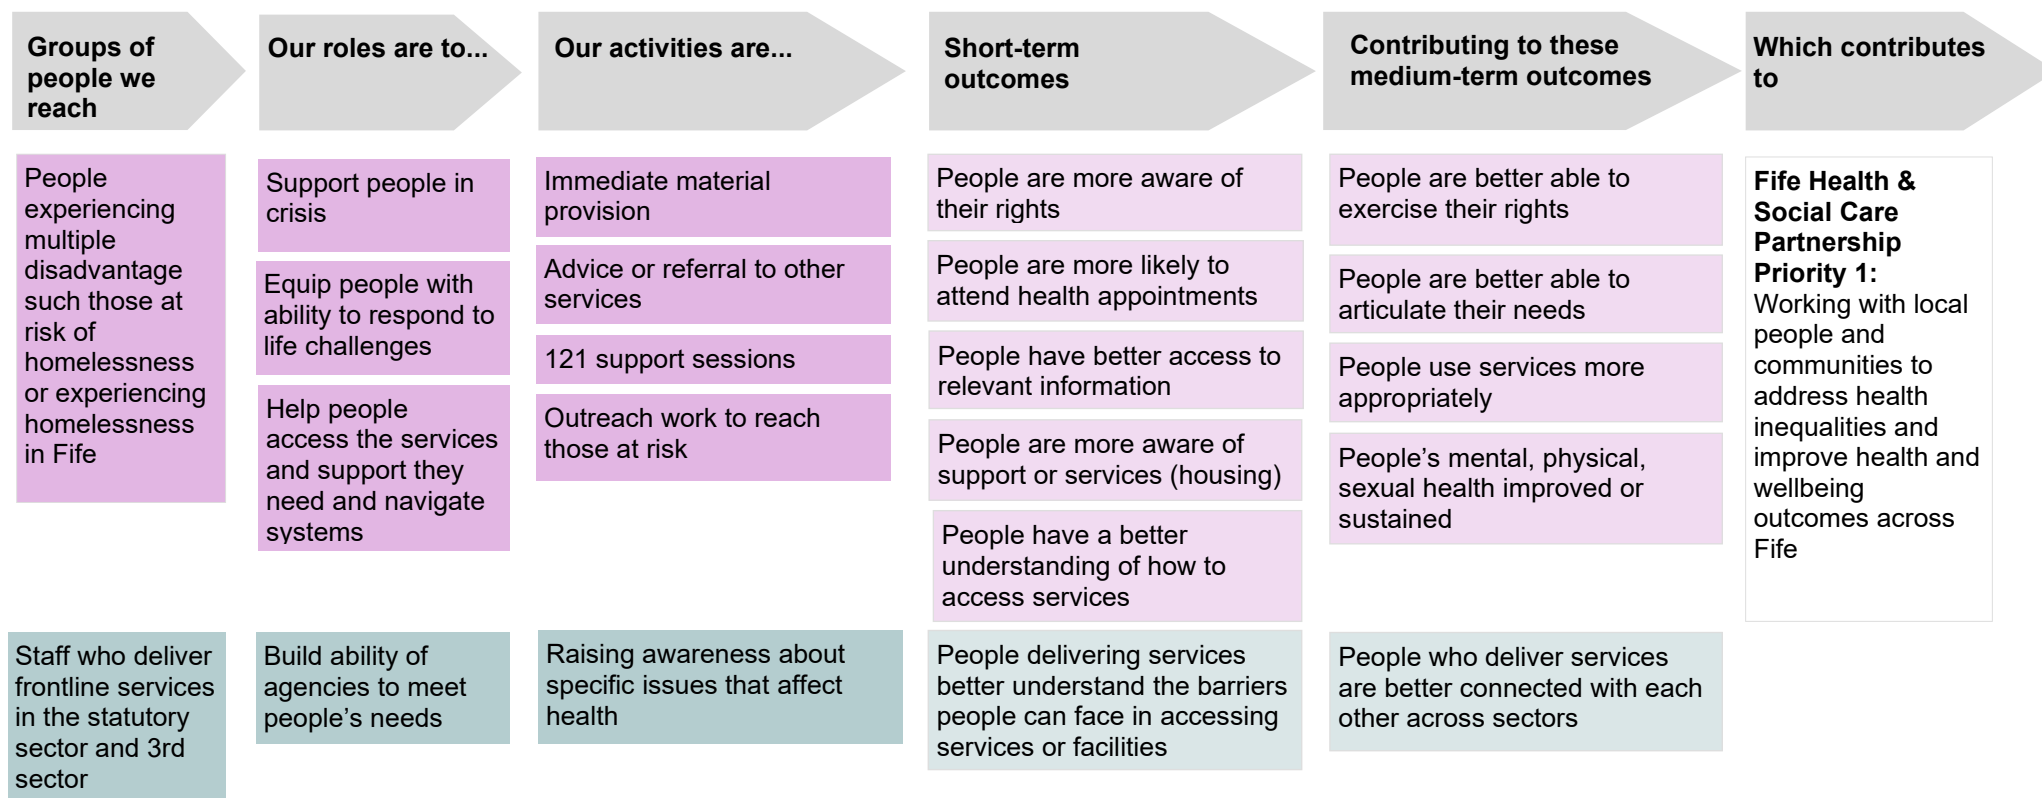 Groups of
people we
reach
Our roles are to...
Our activities are...
Short-term
outcomes
Contributing to these
medium-term outcomes
Which contributes
to
People
experiencing
multiple
disadvantage
such those at
risk of
homelessness
or experiencing
homelessness
in Fife
Support people in
crisis
Equip people with
ability to respond to
life challenges
Help people
access the services
and support they
need and navigate
systems
Immediate material
provision
Advice or referral to other
services
121 support sessions
Outreach work to reach
those at risk
People are more aware of
their rights
People are more likely to
attend health appointments
People have better access to
relevant information
People are more aware of
support or services (housing)
People have a better
understanding of how to
access services
People are better able to
exercise their rights
People are better able to
articulate their needs
People use services more
appropriately
People’s mental, physical,
sexual health improved or
sustained
Fife Health &
Social Care
Partnership
Priority 1:
Working with local
people and
communities to
address health
inequalities and
improve health and
wellbeing
outcomes across
Fife
Staff who deliver
frontline services
in the statutory
sector and 3rd
sector
Build ability of
agencies to meet
people’s needs
Raising awareness about
specific issues that affect
health
People delivering services
better understand the barriers
people can face in accessing
services or facilities
People who deliver services
are better connected with each
other across sectors